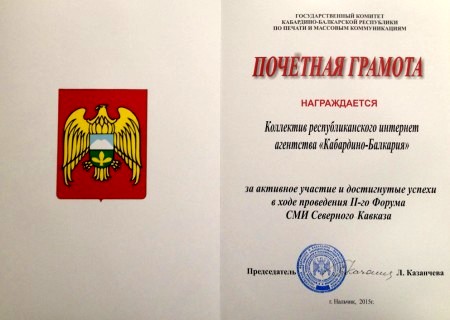 ГОСУДАРСТВЕННЫЙ КОМИТЕТ
КАБАРДИНО-БАЛКАРСКОЙ РЕСПУБЛИКИ
ПО ПЕЧАТИ И МАССОВЫМ КОММУНИКАЦИЯМ
ПОЧЁТНАЯ ГРАМОТА
НАГРАЖДАЕТСЯ
Коллектив республиканского интернет
агентства «Кабардино-Балкария»
за активное участие и достигнутые успехи
в ходе проведения II-го Форума
СМИ Северного Кавказа
Председатель Л. Казанчева
г. Нальчик, 2015г.